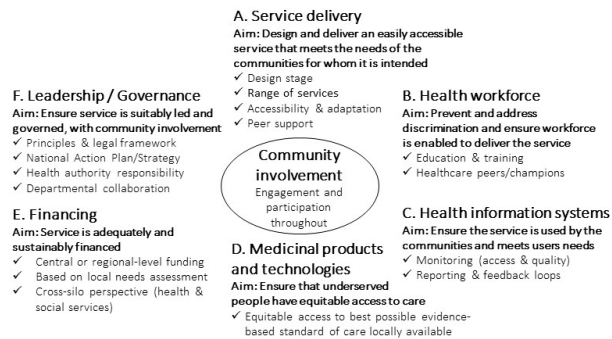 A. Service delivery
Aim: Design and deliver an easily accessible
service that meets the needs of the
communities for whom it is intended
✓ Design stage
✓ Range of services
✓ Accessibility & adaptation
✓ Peer support
F. Leadership / Governance
Aim: Ensure service is suitably led and
governed, with community involvement
✓ Principles & legal framework
✓ National Action Plan/Strategy
✓ Health authority responsibility
✓ Departmental collaboration
B. Health workforce
Aim: Prevent and address
discrimination and ensure workforce
is enabled to deliver the service
✓ Education & training
✓ Healthcare peers/champions
Community
involvement
Engagement and
participation
throughout
E. Financing
Aim: Service is adequately and
sustainably financed
✓ Central or regional-level funding
✓ Based on local needs assessment
✓ Cross-silo perspective (health &
social services)
C. Health information systems
Aim: Ensure the service is used by the
communities and meets users needs
✓ Monitoring (access & quality)
✓ Reporting & feedback loops
D. Medicinal products
and technologies
Aim: Ensure that underserved
people have equitable access to care
✓ Equitable access to best possible evidence-
based standard of care locally available